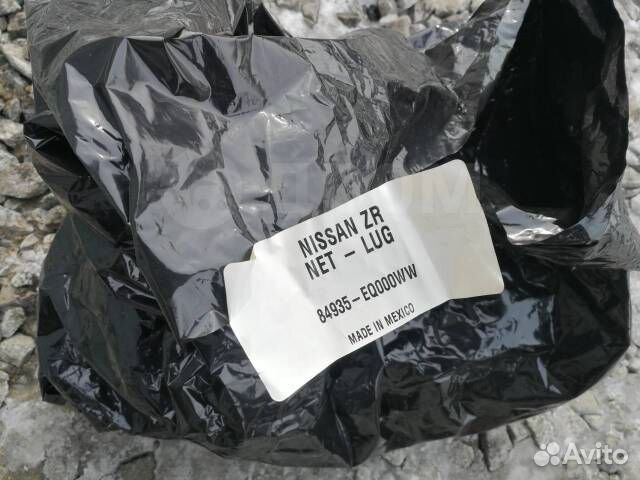 NISSAN ZR
NET - LUG
84935-EQ000WW
MADE IN MEXICO
Avito